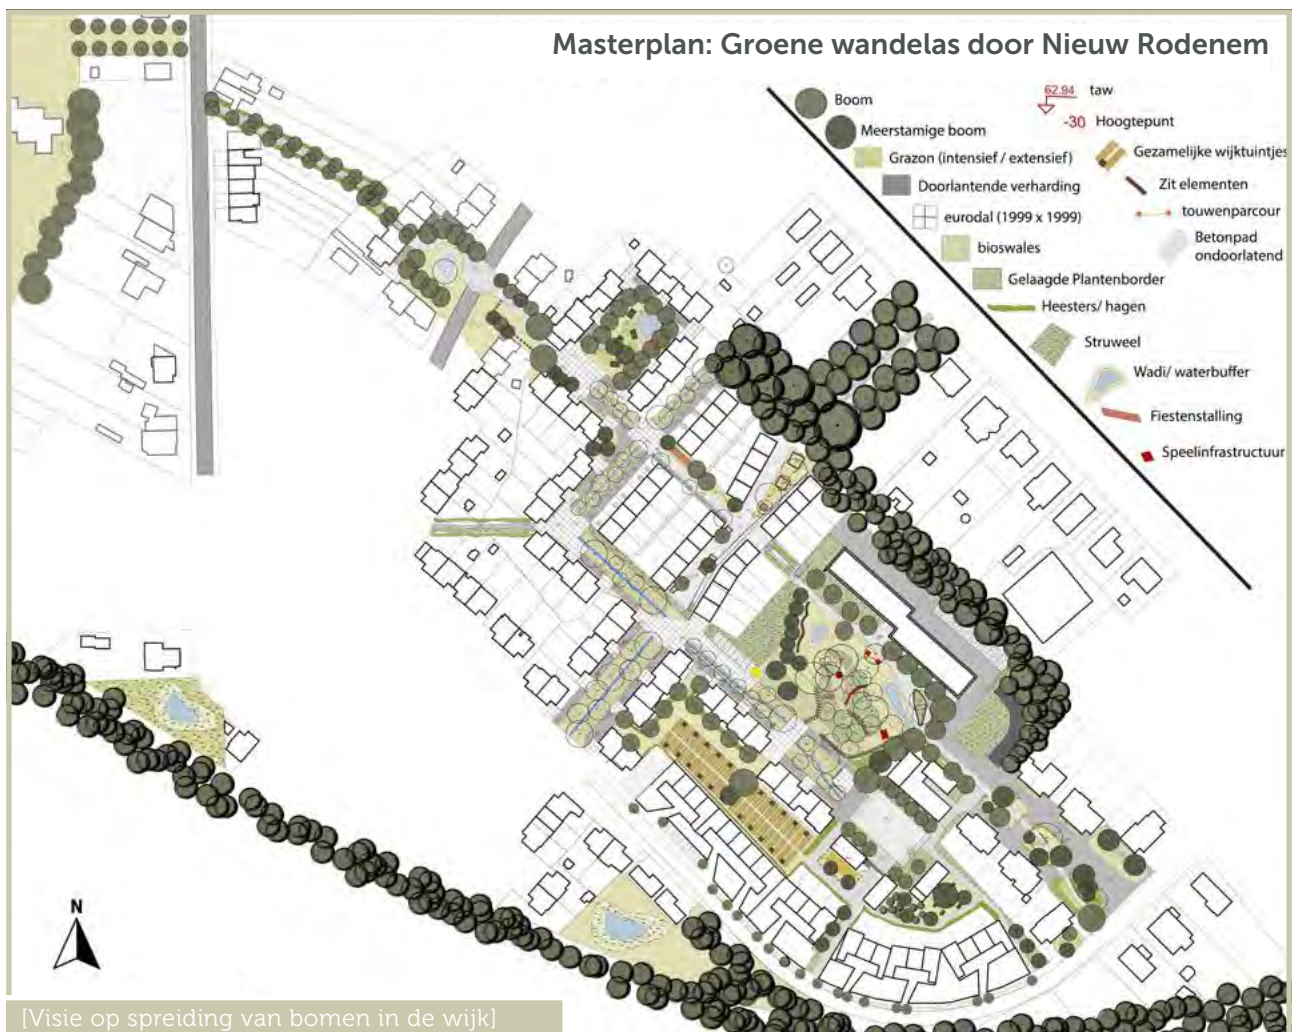 Masterplan: Groene wandelas door Nieuw Rodenem
Boom
Meerstamige boom
Grazon (intensief / extensief)
Doorlantende verharding
eurodal (1999 x 1999)
bioswales
Gelaagde Plantenborder
Heesters/ hagen
Struweel
Wadi/ waterbuffer
Fiestenstalling
Speelinfrastructuur
62.94 taw
-30 Hoogtepunt
Gezamelijke wijktuintjes
Zit elementen
touwenparcour
Betonpad
ondoorlatend
N
[Visie op spreiding van bomen in de wijk]